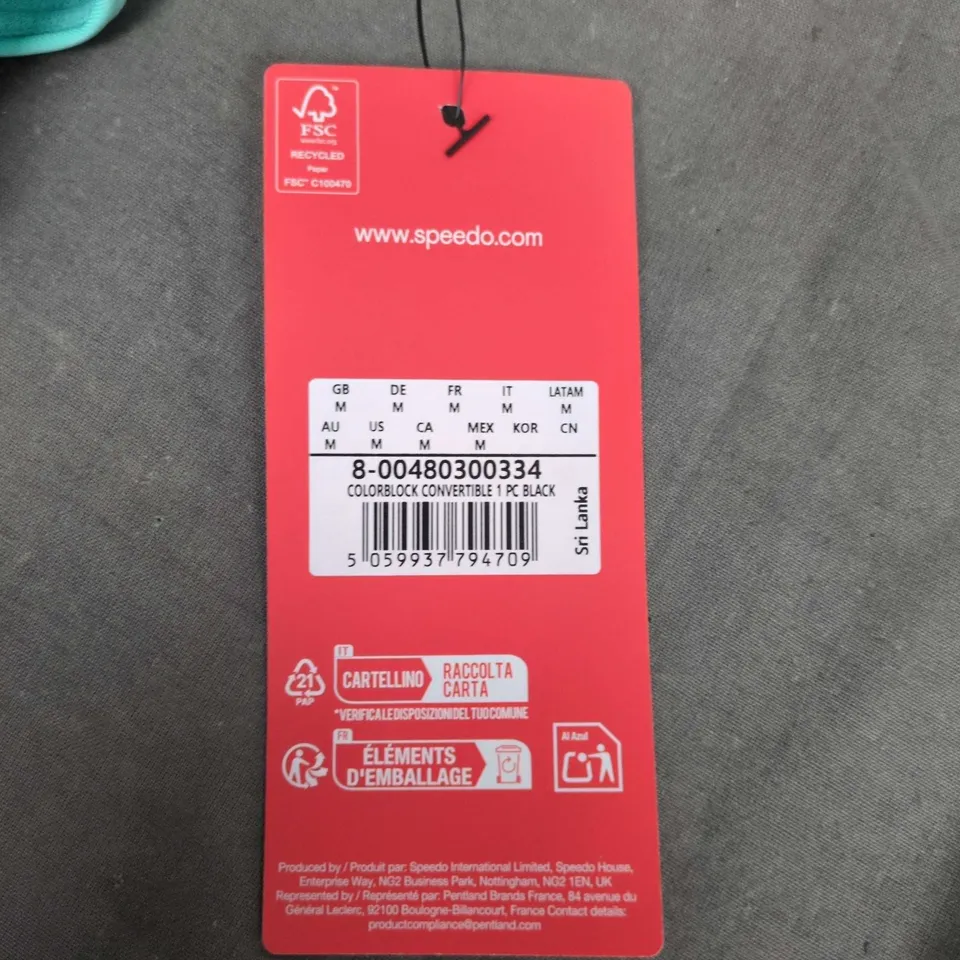 FSC
www.fsc.org
RECYCLED
Paper
FSC™ C100470
www.speedo.com
GB DE FR IT LATAM
M M M M M
AU US CA MEX KOR CN
M M M M
8-00480300334
COLORBLOCK CONVERTIBLE 1 PC BLACK
Sri Lanka
5 059937 794709
IT
CARTELLINO RACCOLTA
CARTA
21
PAP
*VERIFICA LE DISPOSIZIONI DEL TUO COMUNE
FR
ÉLÉMENTS
D'EMBALLAGE
Al Azul
Produced by / Produit par: Speedo International Limited, Speedo House,
Enterprise Way, NG2 Business Park, Nottingham, NG2 1EN, UK
Represented by / Représenté par: Pentland Brands France, 84 avenue du
Général Leclerc, 92100 Boulogne-Billancourt, France Contact details:
productcompliance@pentland.com